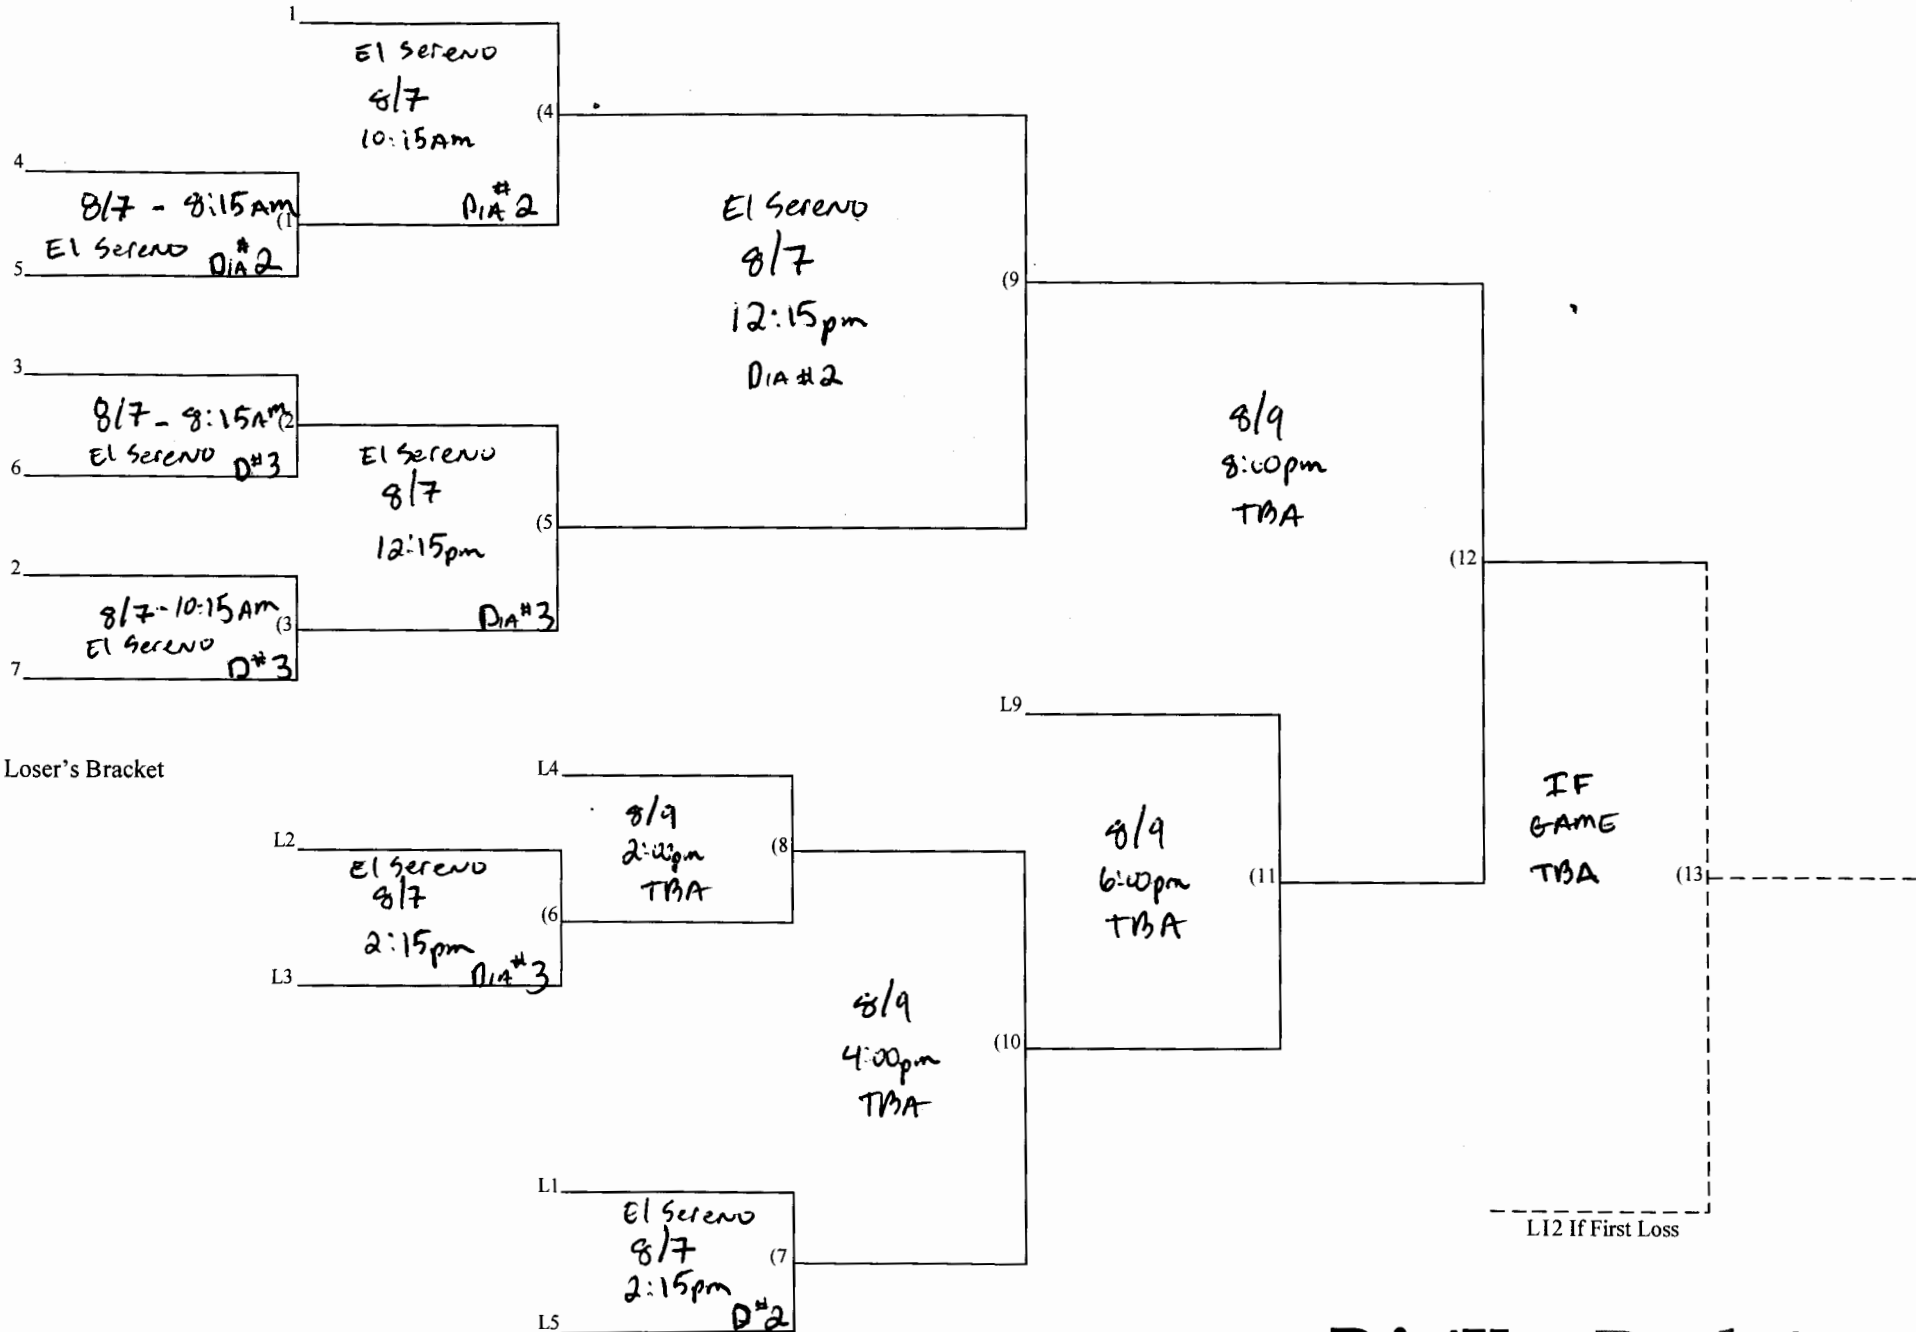 1
El Sereno
8/7
10:15Am
(4
DIA #2
4
8/7 - 8:15 Am
(1
El Sereno DIA #2
5
El Sereno
8/7
12:15pm
DIA #2
(9
3
8/7 - 8:15Am
(2
El Sereno D#3
6
El Sereno
8/7
12:15pm
(5
DIA #3
2
8/7 - 10:15 Am
(3
El Sereno
D#3
7
8/9
8:00pm
TBA
(12
Loser's Bracket
L9
L4
8/9
2:00pm
TBA
(8
L2
El Sereno
8/7
2:15pm
(6
DIA #3
L3
8/9
6:00pm
TBA
(11
IF
GAME
TBA
(13
8/9
4:00pm
TBA
(10
L1
El Sereno
8/7
2:15pm
(7
D#2
L5
LI2 If First Loss